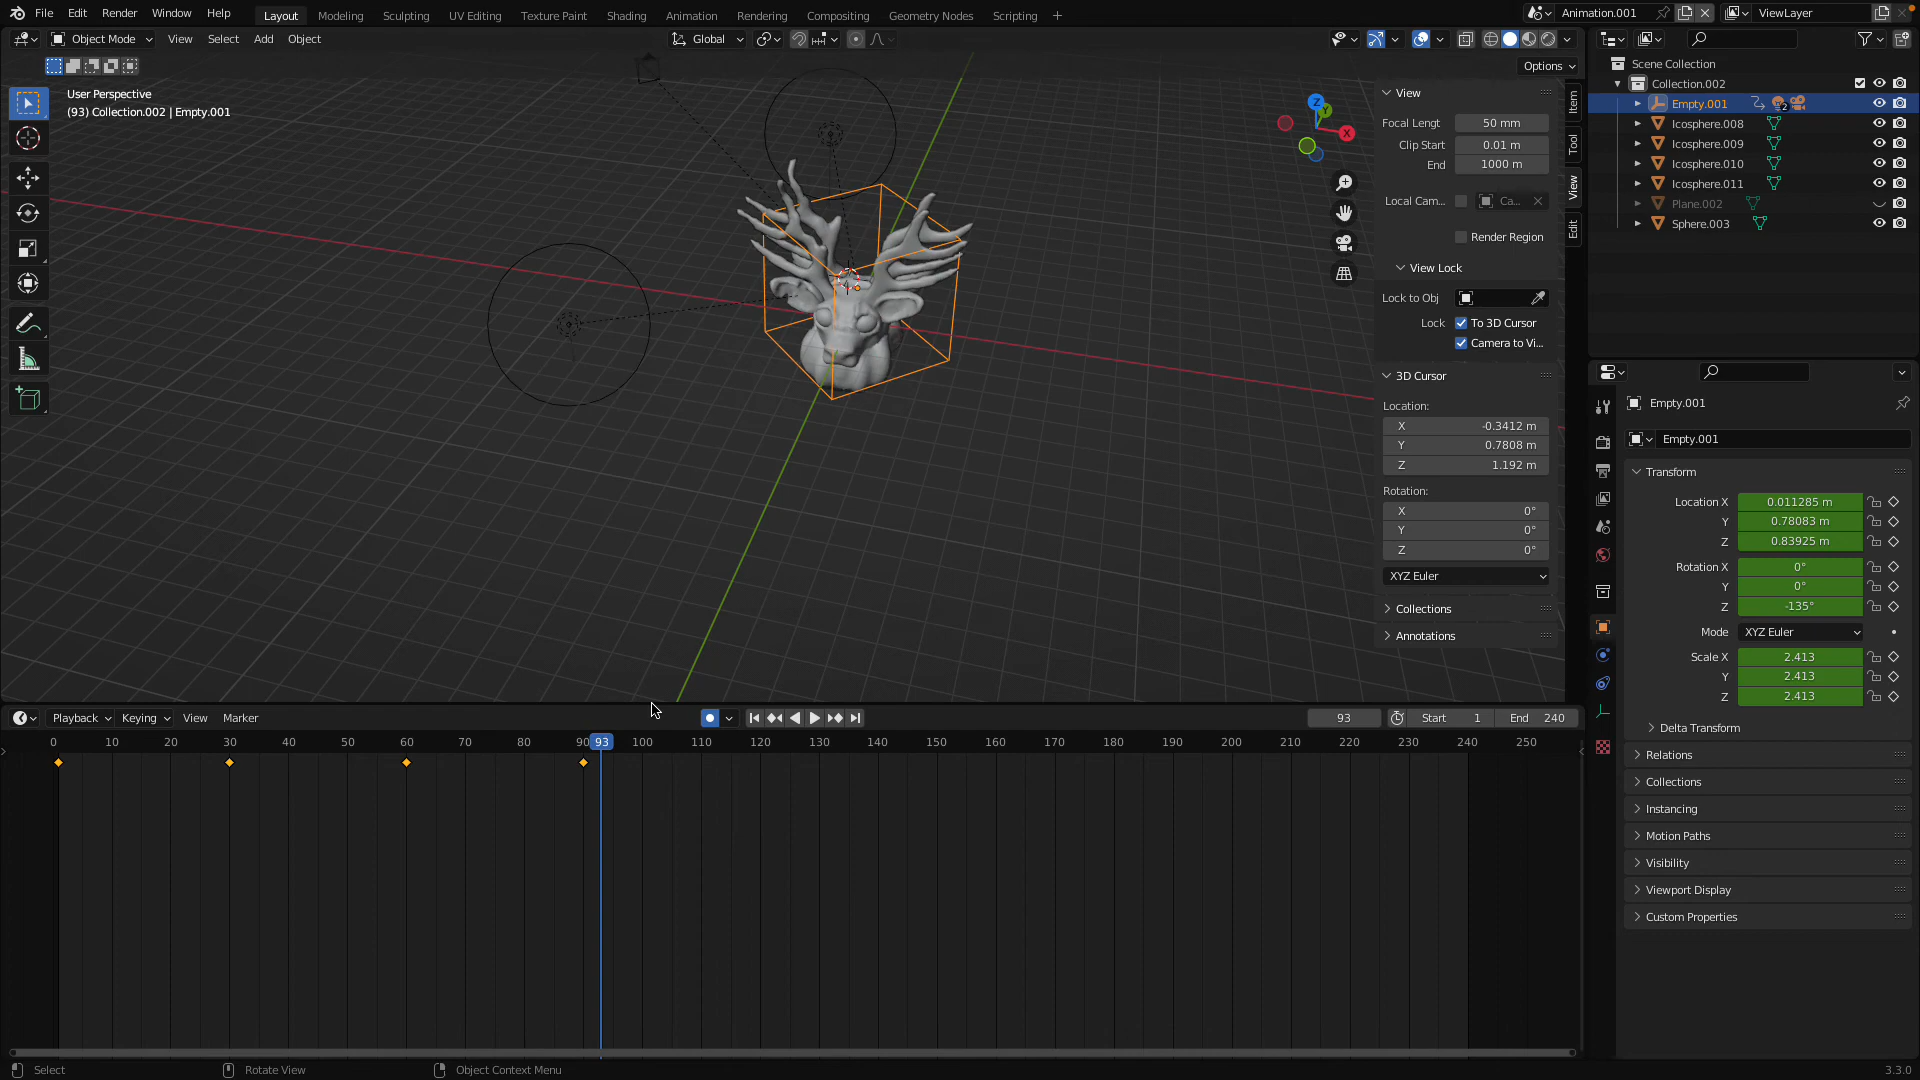 File Edit Render Window Help Layout Modeling Sculpting UV Editing Texture Paint Shading Animation Rendering Compositing Geometry Nodes Scripting + Animation.001 ViewLayer
Object Mode View Select Add Object Global
Options
User Perspective
(93) Collection.002 | Empty.001
Z
Y
X
Item
Tool
View
Edit
View
Focal Lengt 50 mm
Clip Start 0.01 m
End 1000 m
Local Cam... Ca...
Render Region
View Lock
Lock to Obj
Lock To 3D Cursor
Camera to Vi...
3D Cursor
Location:
X -0.3412 m
Y 0.7808 m
Z 1.192 m
Rotation:
X 0°
Y 0°
Z 0°
XYZ Euler
Collections
Annotations
Scene Collection
Collection.002
Empty.001 2
Icosphere.008
Icosphere.009
Icosphere.010
Icosphere.011
Plane.002
Sphere.003
Empty.001
Empty.001
Transform
Location X 0.011285 m
Y 0.78083 m
Z 0.83925 m
Rotation X 0°
Y 0°
Z -135°
Mode XYZ Euler
Scale X 2.413
Y 2.413
Z 2.413
Delta Transform
Relations
Collections
Instancing
Motion Paths
Visibility
Viewport Display
Custom Properties
Playback Keying View Marker 93 Start 1 End 240
0 10 20 30 40 50 60 70 80 90 93 100 110 120 130 140 150 160 170 180 190 200 210 220 230 240 250
Select Rotate View Object Context Menu 3.3.0